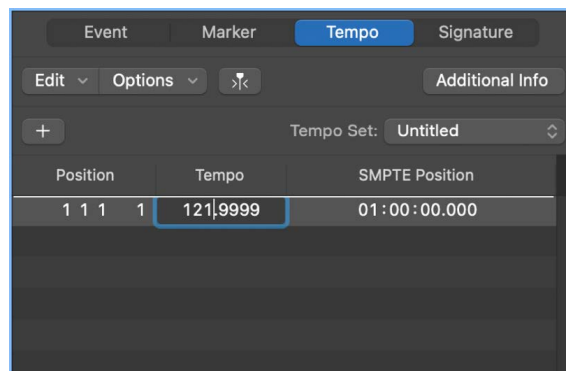 Event Marker Tempo Signature
Edit Options Additional Info
+ Tempo Set: Untitled
Position Tempo SMPTE Position
1 1 1 1 121.9999 01:00:00.000